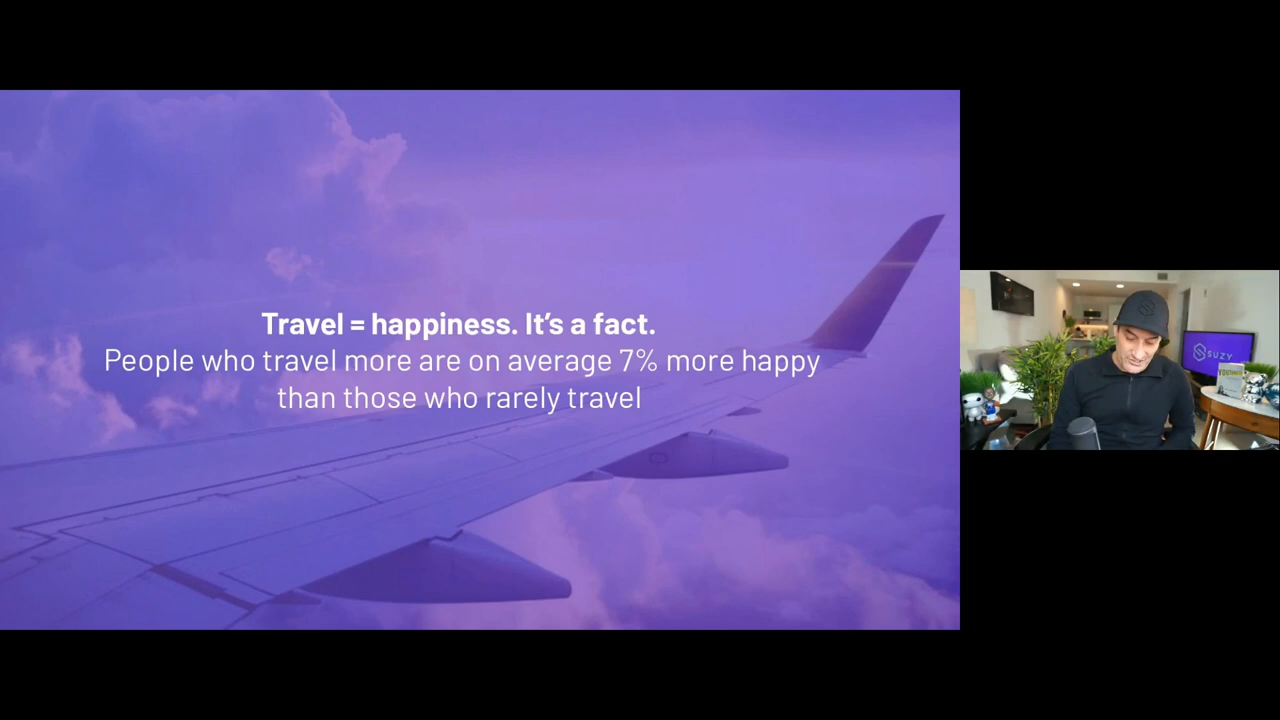 Travel = happiness. It's a fact.
People who travel more are on average 7% more happy
than those who rarely travel
SUZY